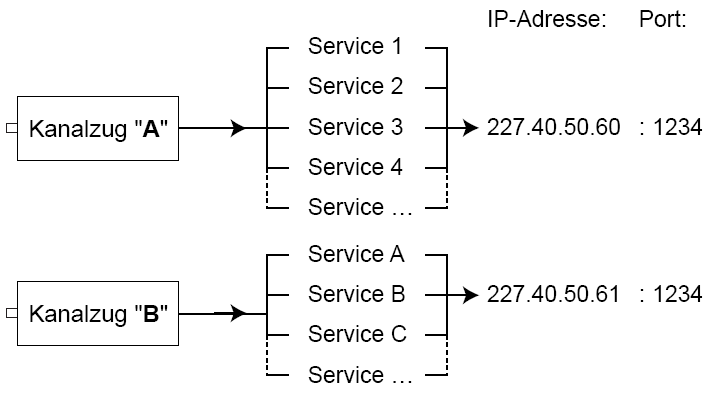 IP-Adresse: Port:
Service 1
Service 2
Kanalzug "A" Service 3 227.40.50.60 : 1234
Service 4
Service ...
Service A
Service B 227.40.50.61 : 1234
Kanalzug "B"
Service C
Service ...